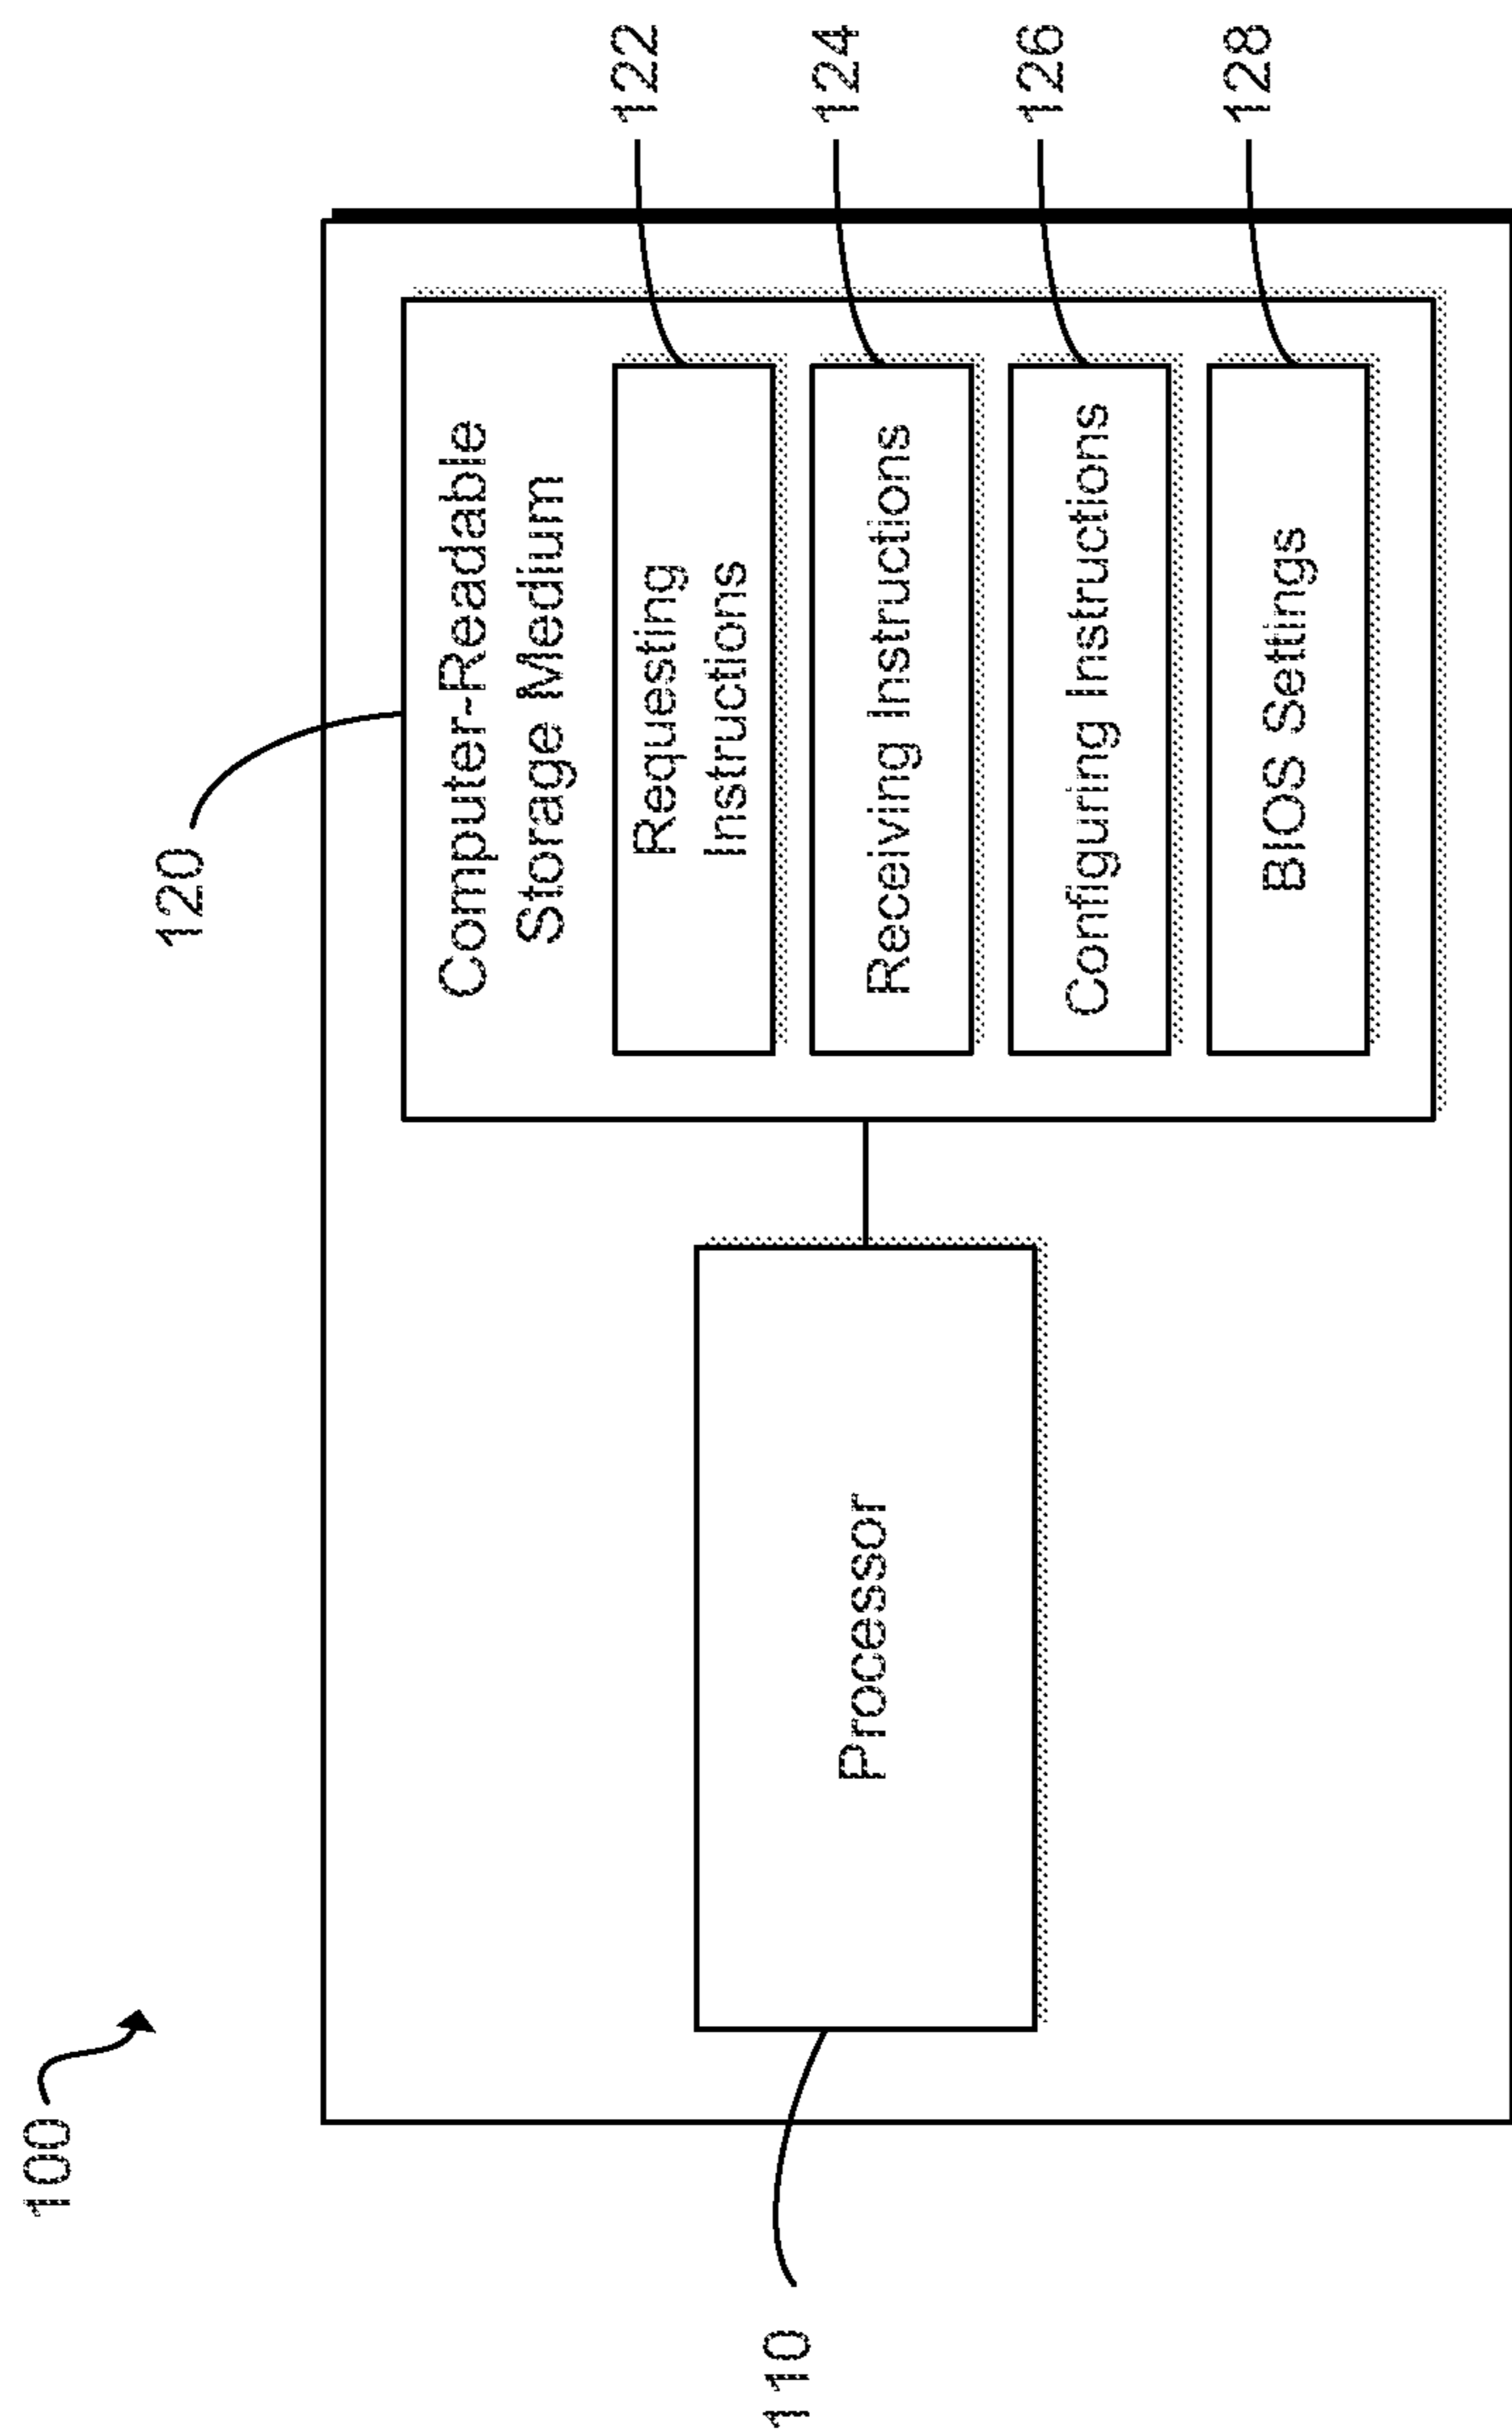 100
120
Computer-Readable
Storage Medium
Requesting
Instructions
122
Receiving Instructions
124
Processor
Configuring Instructions
126
BIOS Settings
128
110